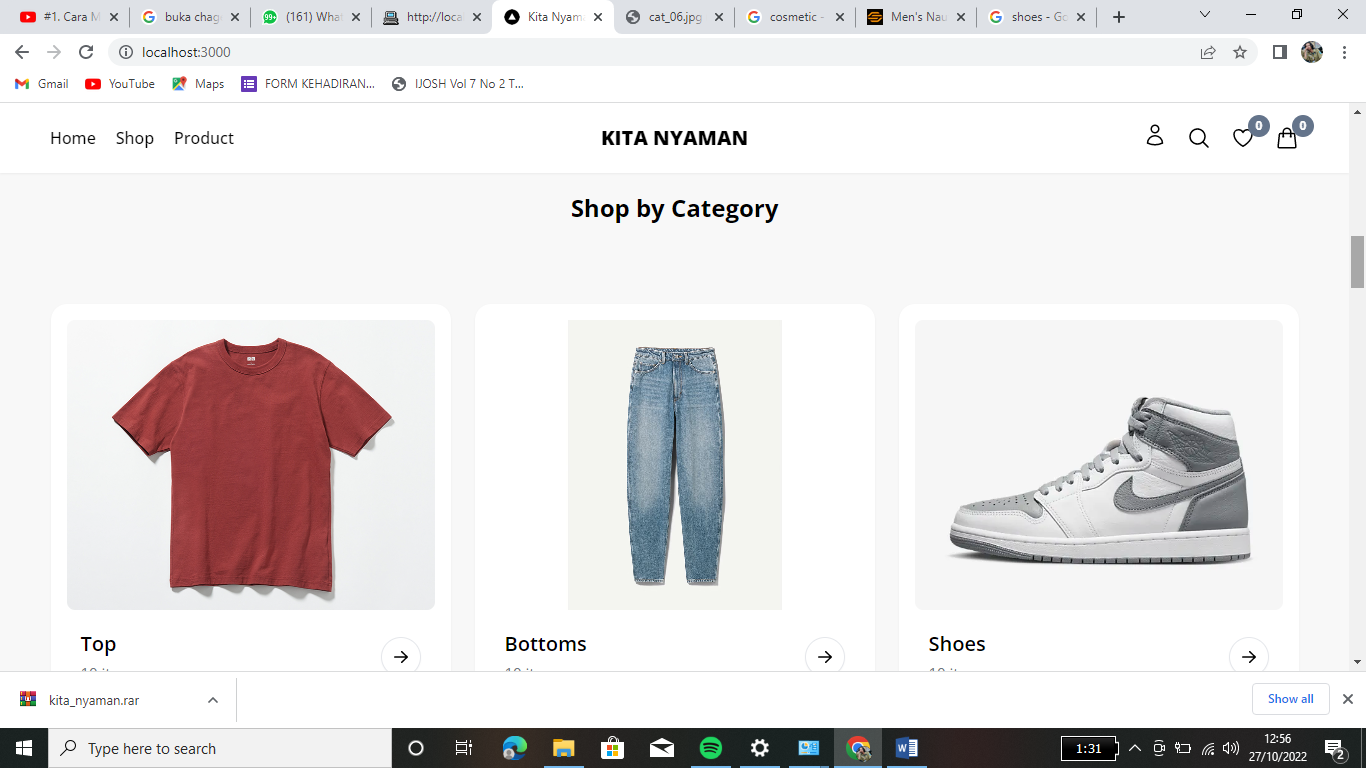 #1. Cara M
buka chag
(161) What
http://loca
Kita Nyam
cat_06.jpg
cosmetic -
Men's Nau
shoes - Go
localhost:3000
Gmail
YouTube
Maps
FORM KEHADIRAN...
IJOSH Vol 7 No 2 T...
Home
Shop
Product
KITA NYAMAN
0
0
Shop by Category
Top
Bottoms
Shoes
kita_nyaman.rar
Show all
Type here to search
1:31
12:56
27/10/2022
2